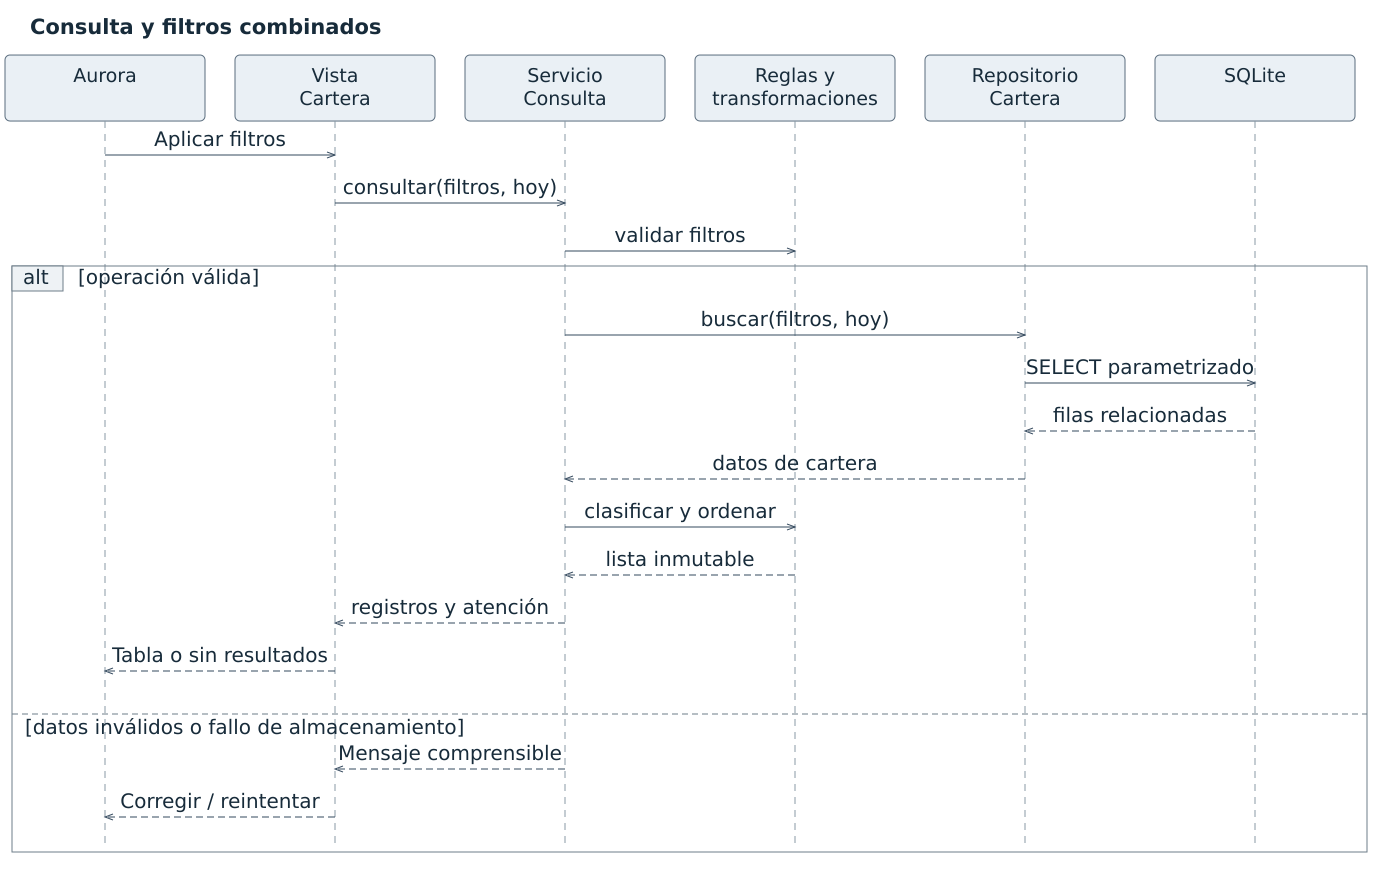 Consulta y filtros combinados
Aurora
Vista
Cartera
Servicio
Consulta
Reglas y
transformaciones
Repositorio
Cartera
SQLite
Aplicar filtros
consultar(filtros, hoy)
validar filtros
alt [operación válida]
buscar(filtros, hoy)
SELECT parametrizado
filas relacionadas
datos de cartera
clasificar y ordenar
lista inmutable
registros y atención
Tabla o sin resultados
[datos inválidos o fallo de almacenamiento]
Mensaje comprensible
Corregir / reintentar